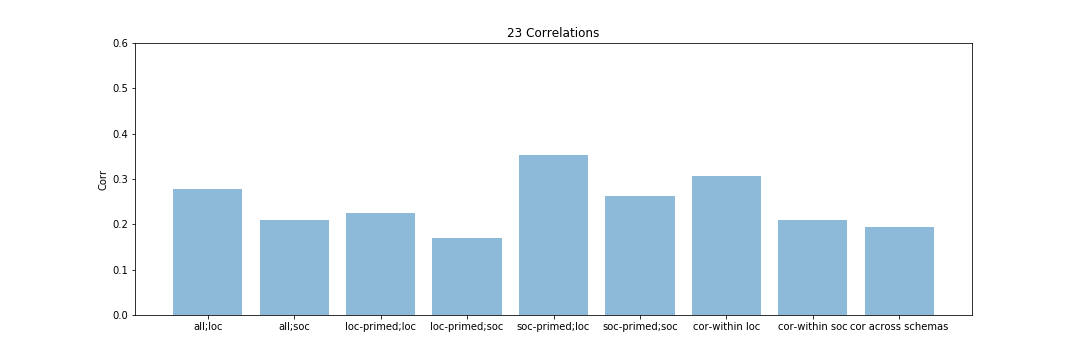 23 Correlations
Corr
0.6
0.5
0.4
0.3
0.2
0.1
0.0
all;loc all;soc loc-primed;loc loc-primed;soc soc-primed;loc soc-primed;soc cor-within loc cor-within soc cor across schemas